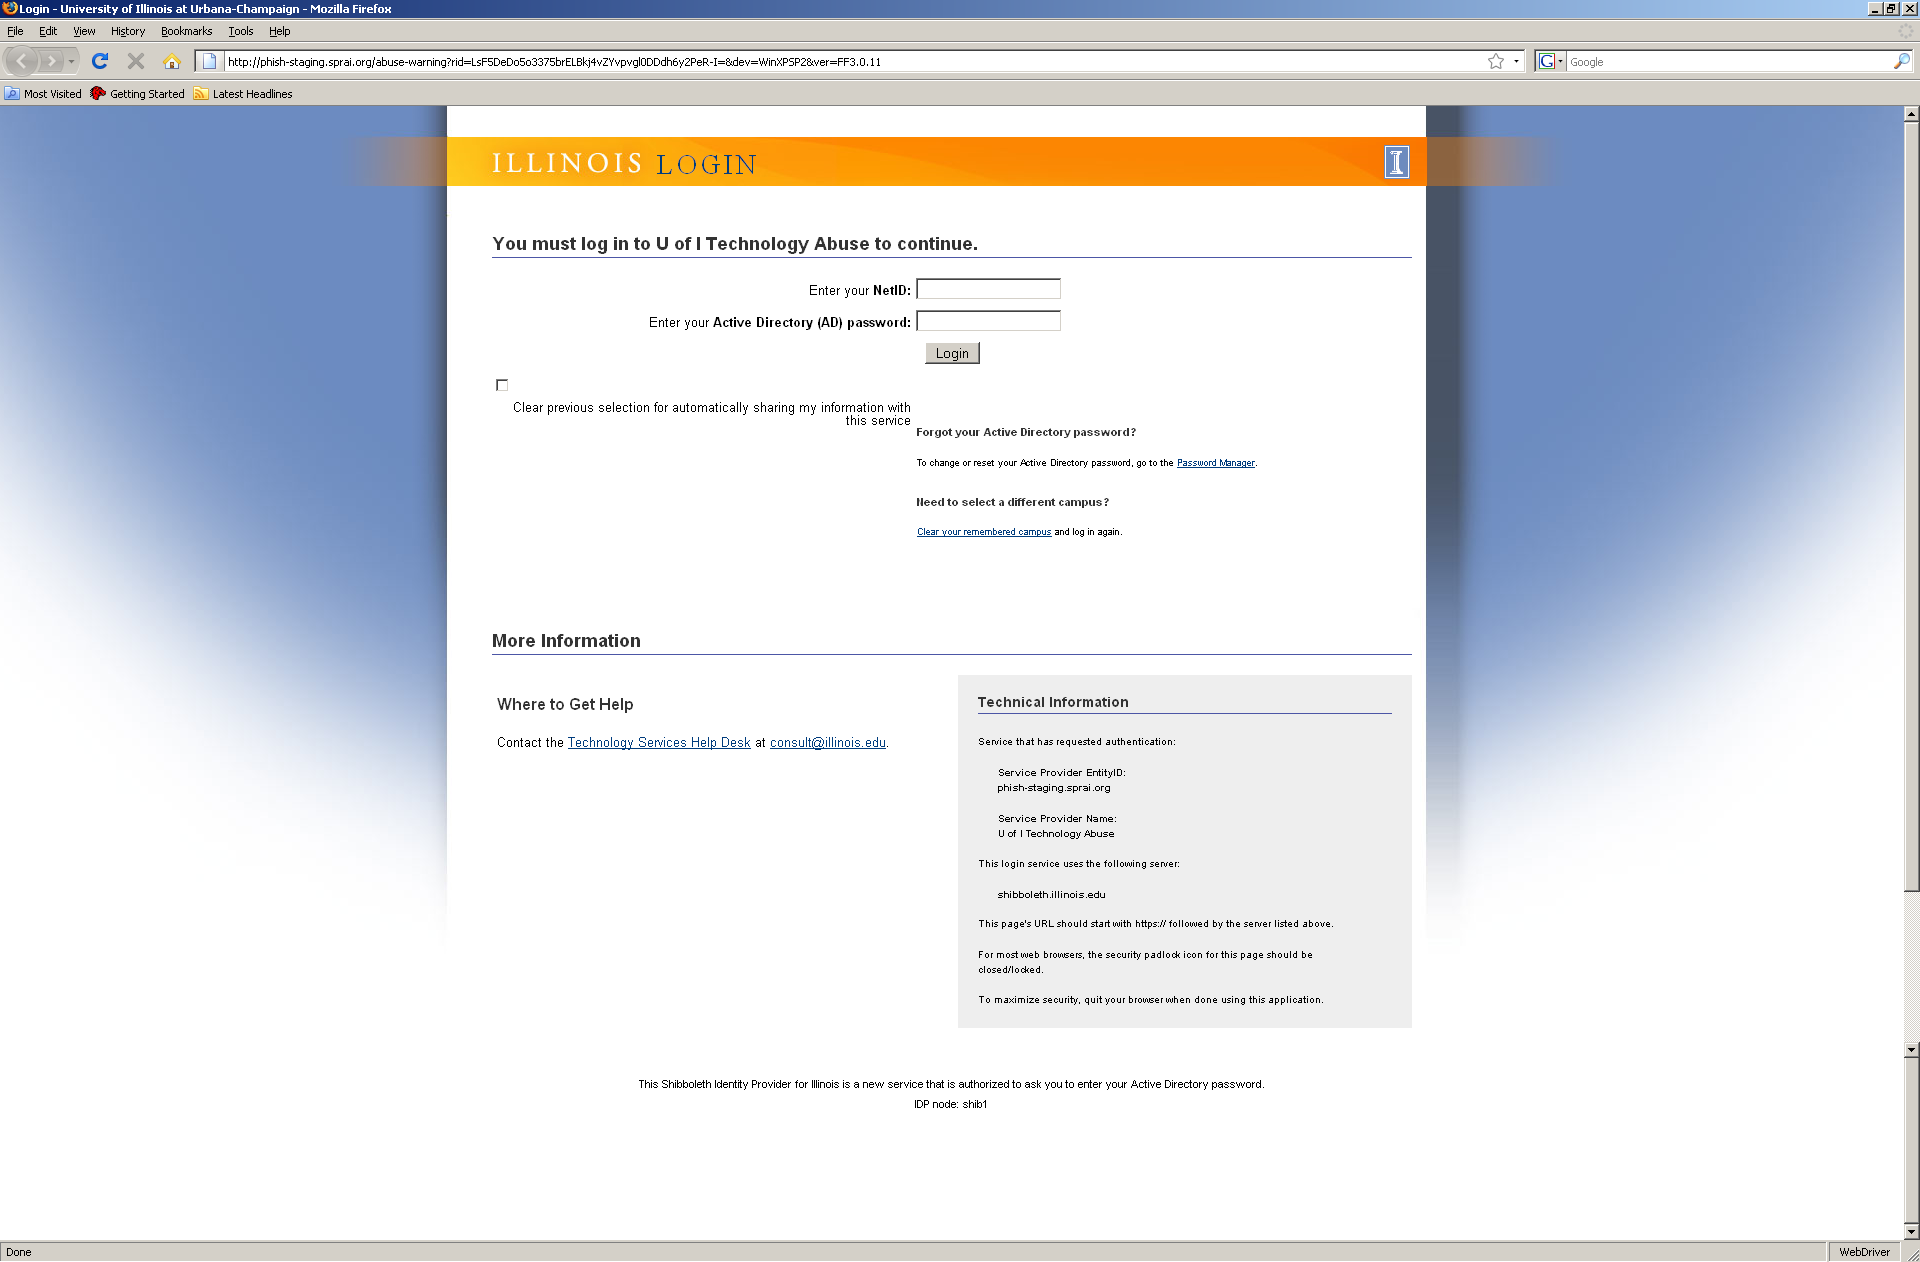 Login - University of Illinois at Urbana-Champaign - Mozilla Firefox
File Edit View History Bookmarks Tools Help
http://phish-staging.sprai.org/abuse-warning?rid=LsF5DeDo5o3375brELBkj4vZYvpvgl0DDdh6y2PeR-I=&dev=WinXPSP2&ver=FF3.0.11
G Google
Most Visited Getting Started Latest Headlines
ILLINOIS LOGIN I
You must log in to U of I Technology Abuse to continue.
Enter your NetID:
Enter your Active Directory (AD) password:
Login
Clear previous selection for automatically sharing my information with
this service
Forgot your Active Directory password?
To change or reset your Active Directory password, go to the Password Manager.
Need to select a different campus?
Clear your remembered campus and log in again.
More Information
Where to Get Help
Contact the Technology Services Help Desk at consult@illinois.edu.
Technical Information
Service that has requested authentication:
Service Provider EntityID:
phish-staging.sprai.org
Service Provider Name:
U of I Technology Abuse
This login service uses the following server:
shibboleth.illinois.edu
This page's URL should start with https:// followed by the server listed above.
For most web browsers, the security padlock icon for this page should be
closed/locked.
To maximize security, quit your browser when done using this application.
This Shibboleth Identity Provider for Illinois is a new service that is authorized to ask you to enter your Active Directory password.
IDP node: shib1
Done WebDriver